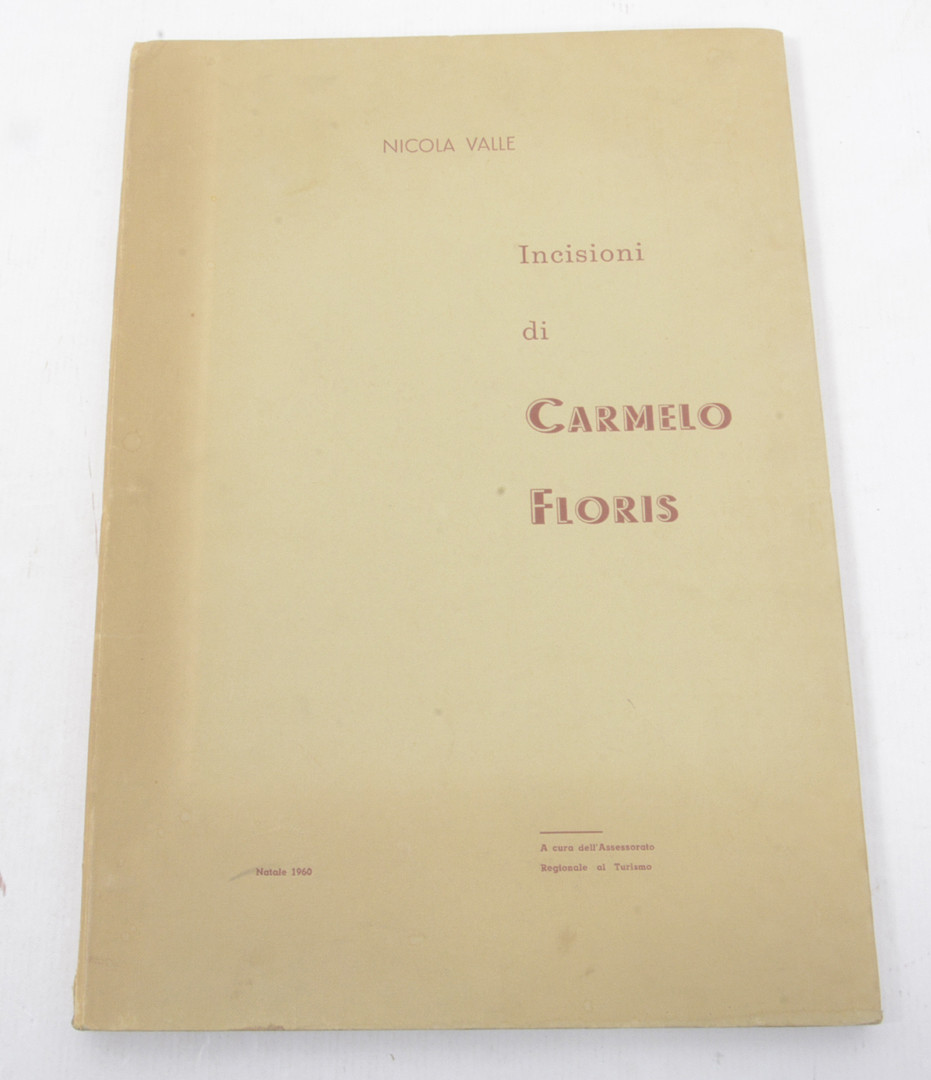 NICOLA VALLE
Incisioni
di
CARMELO
FLORIS
A cura dell'Assessorato
Regionale al Turismo
Natale 1960